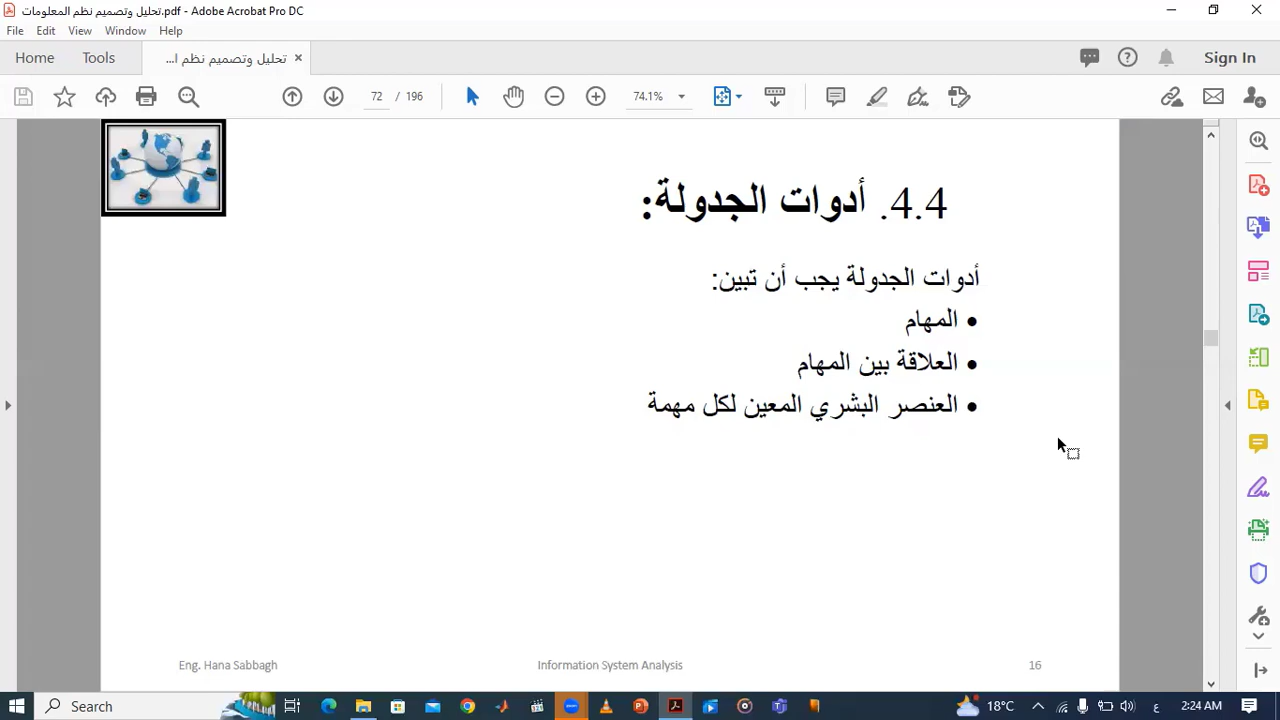 تحليل وتصميم نظم المعلومات.pdf - Adobe Acrobat Pro DC
File Edit View Window Help
Home Tools تحليل وتصميم نظم ا... × Sign In
72 / 196 74.1%
4.4. أدوات الجدولة:
أدوات الجدولة يجب أن تبين:
• المهام
• العلاقة بين المهام
• العنصر البشري المعين لكل مهمة
Eng. Hana Sabbagh Information System Analysis 16
Search 18°C ع 2:24 AM